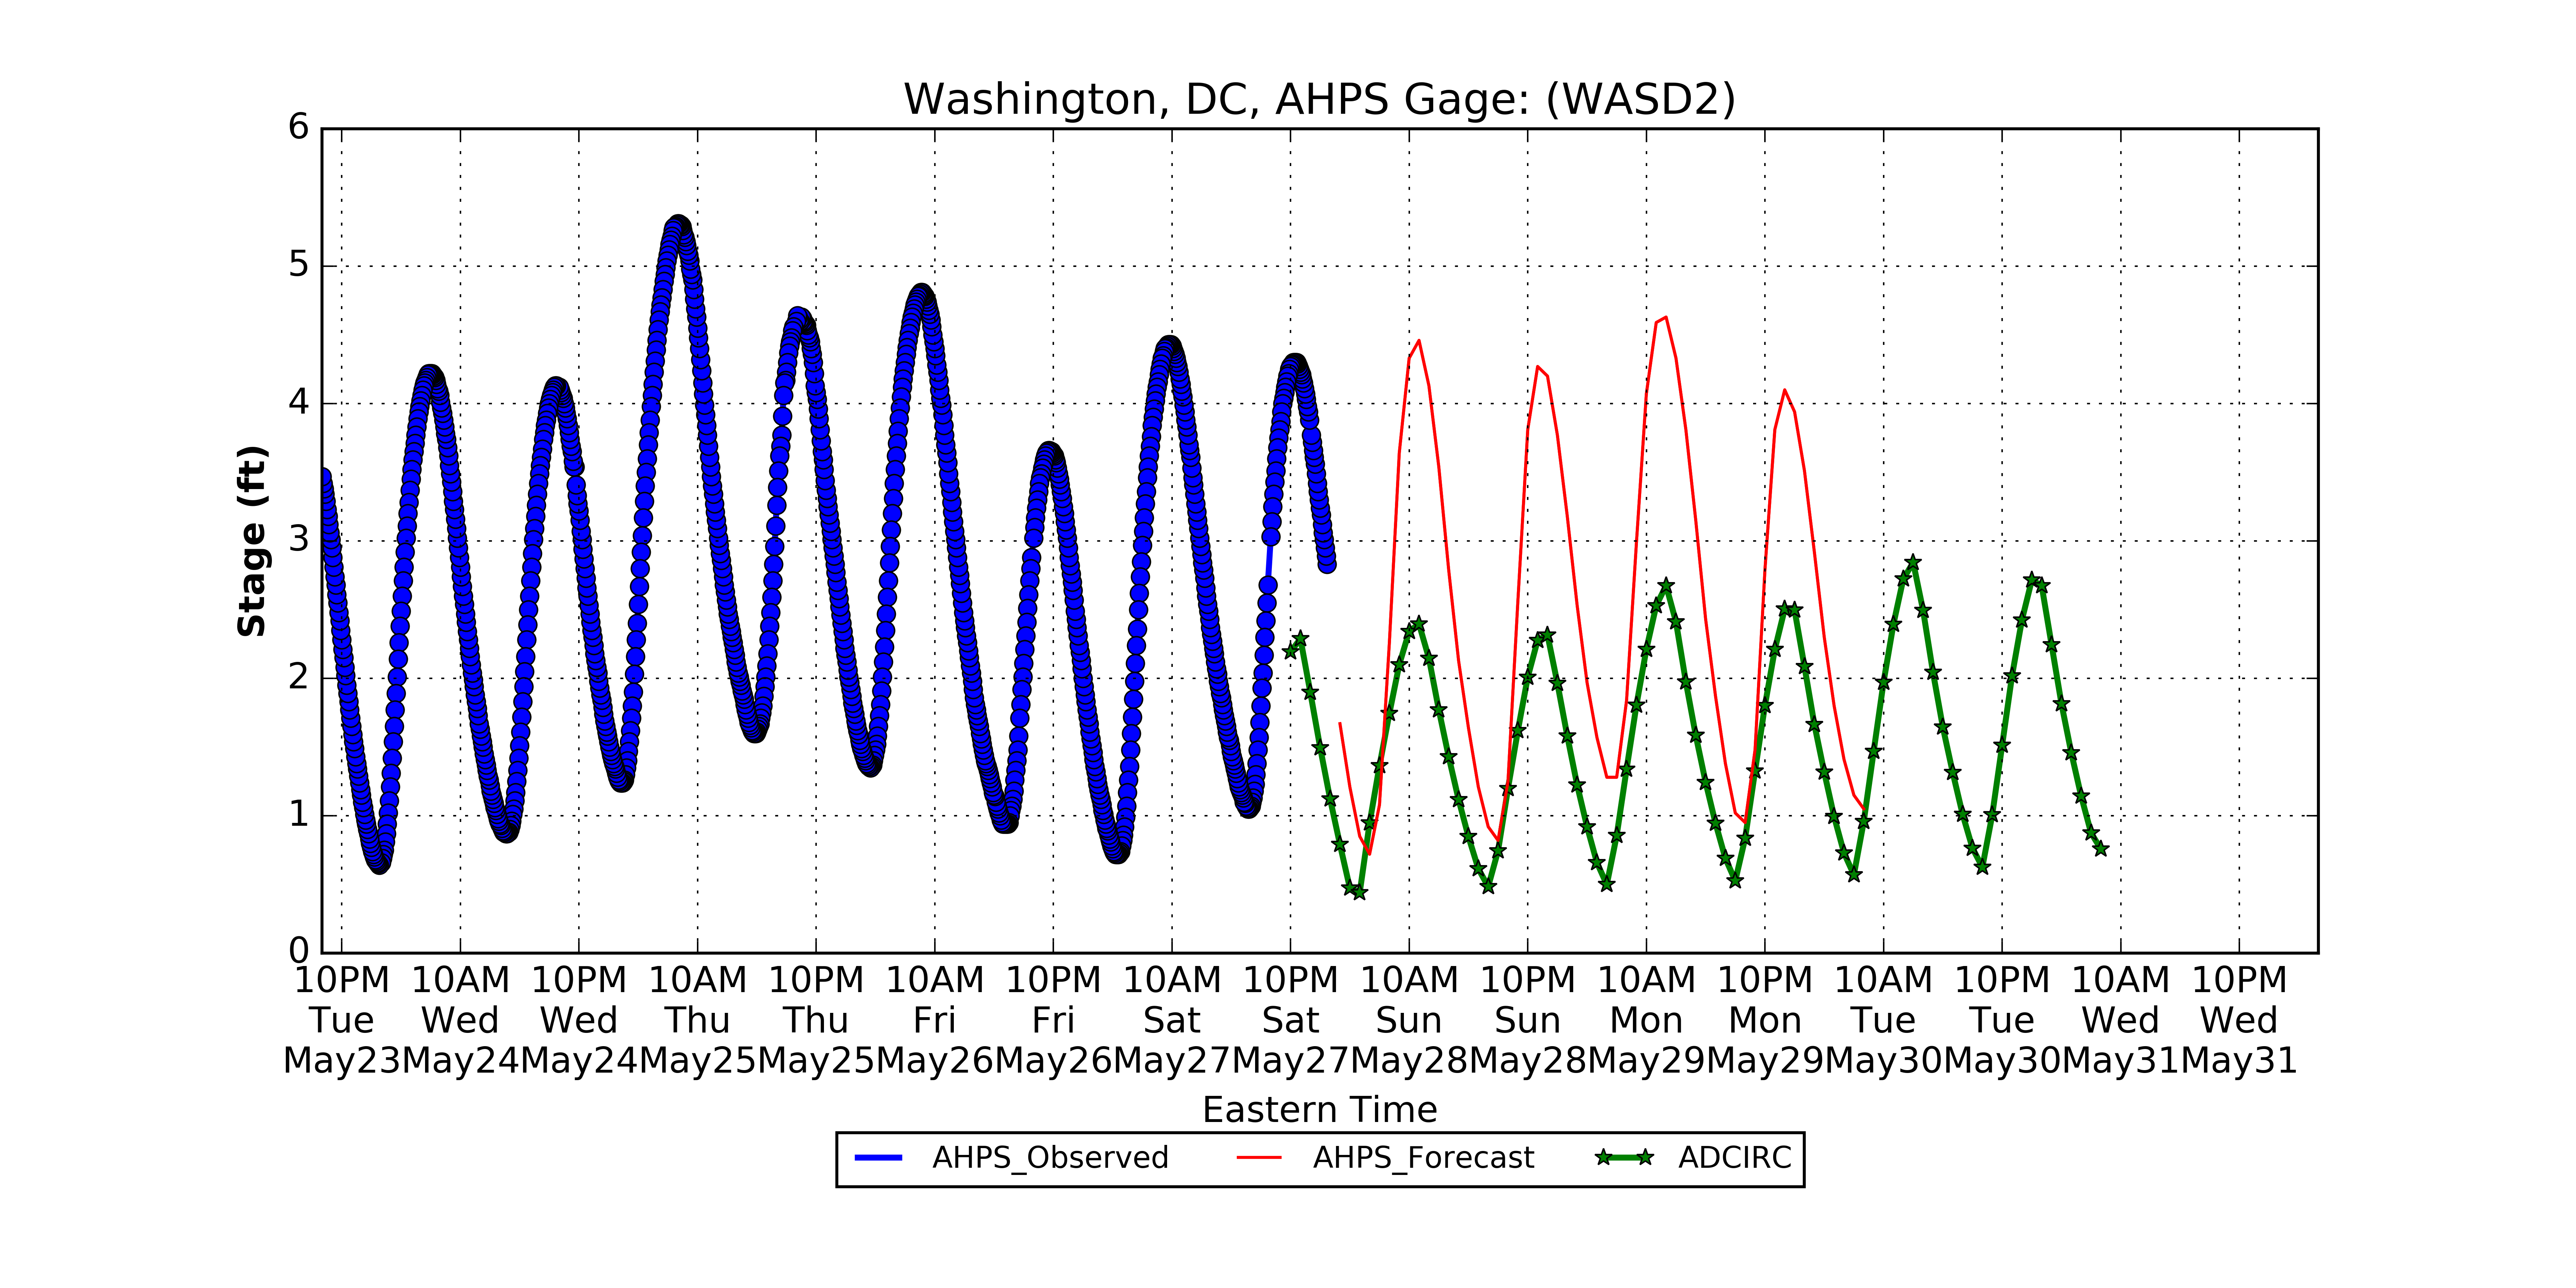 Washington, DC, AHPS Gage: (WASD2)
6
5
4
3
2
1
0
Stage (ft)
10PM 10AM 10PM 10AM 10PM 10AM 10PM 10AM 10PM 10AM 10PM 10AM 10PM 10AM 10PM 10AM 10PM
Tue Wed Wed Thu Thu Fri Fri Sat Sat Sun Sun Mon Mon Tue Tue Wed Wed
May23 May24 May24 May25 May25 May26 May26 May27 May27 May28 May28 May29 May29 May30 May30 May31 May31
Eastern Time
AHPS_Observed AHPS_Forecast ADCIRC